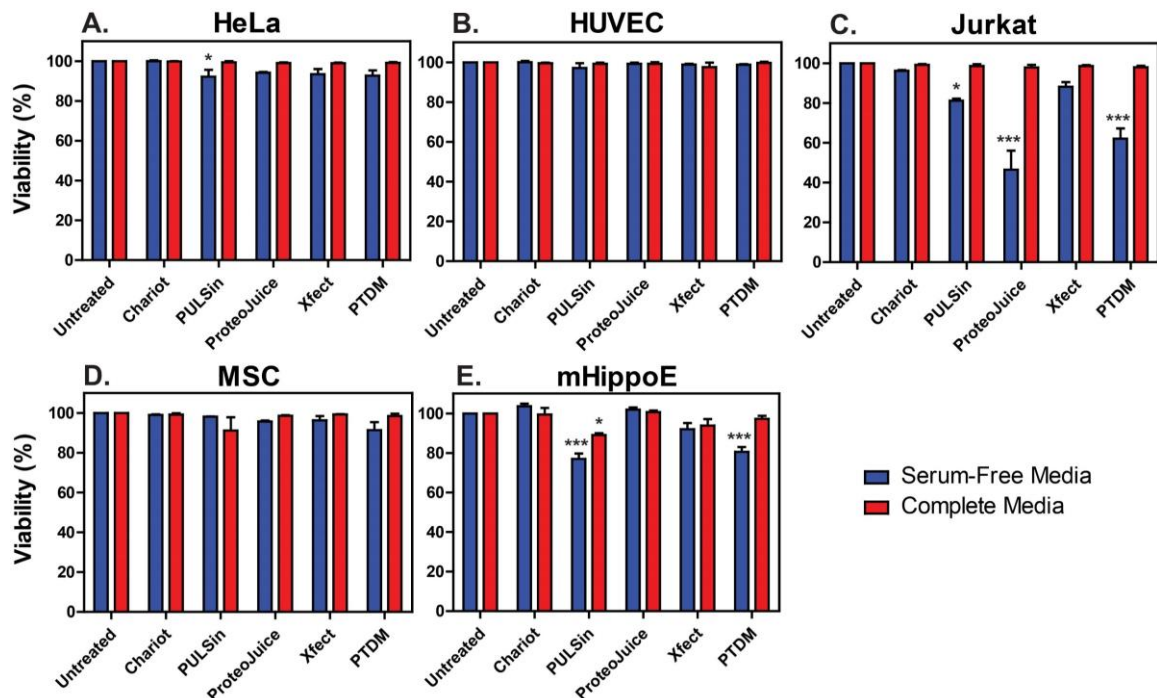 A. HeLa
Viability (%)
100
80
60
40
20
0
*
Untreated
Chariot
PULSin
ProteoJuice
Xfect
PTDM
B. HUVEC
100
80
60
40
20
0
Untreated
Chariot
PULSin
ProteoJuice
Xfect
PTDM
C. Jurkat
100
80
60
40
20
0
*
***
***
Untreated
Chariot
PULSin
ProteoJuice
Xfect
PTDM
D. MSC
Viability (%)
100
80
60
40
20
0
Untreated
Chariot
PULSin
ProteoJuice
Xfect
PTDM
E. mHippoE
100
80
60
40
20
0
***
*
***
Untreated
Chariot
PULSin
ProteoJuice
Xfect
PTDM
Serum-Free Media
Complete Media